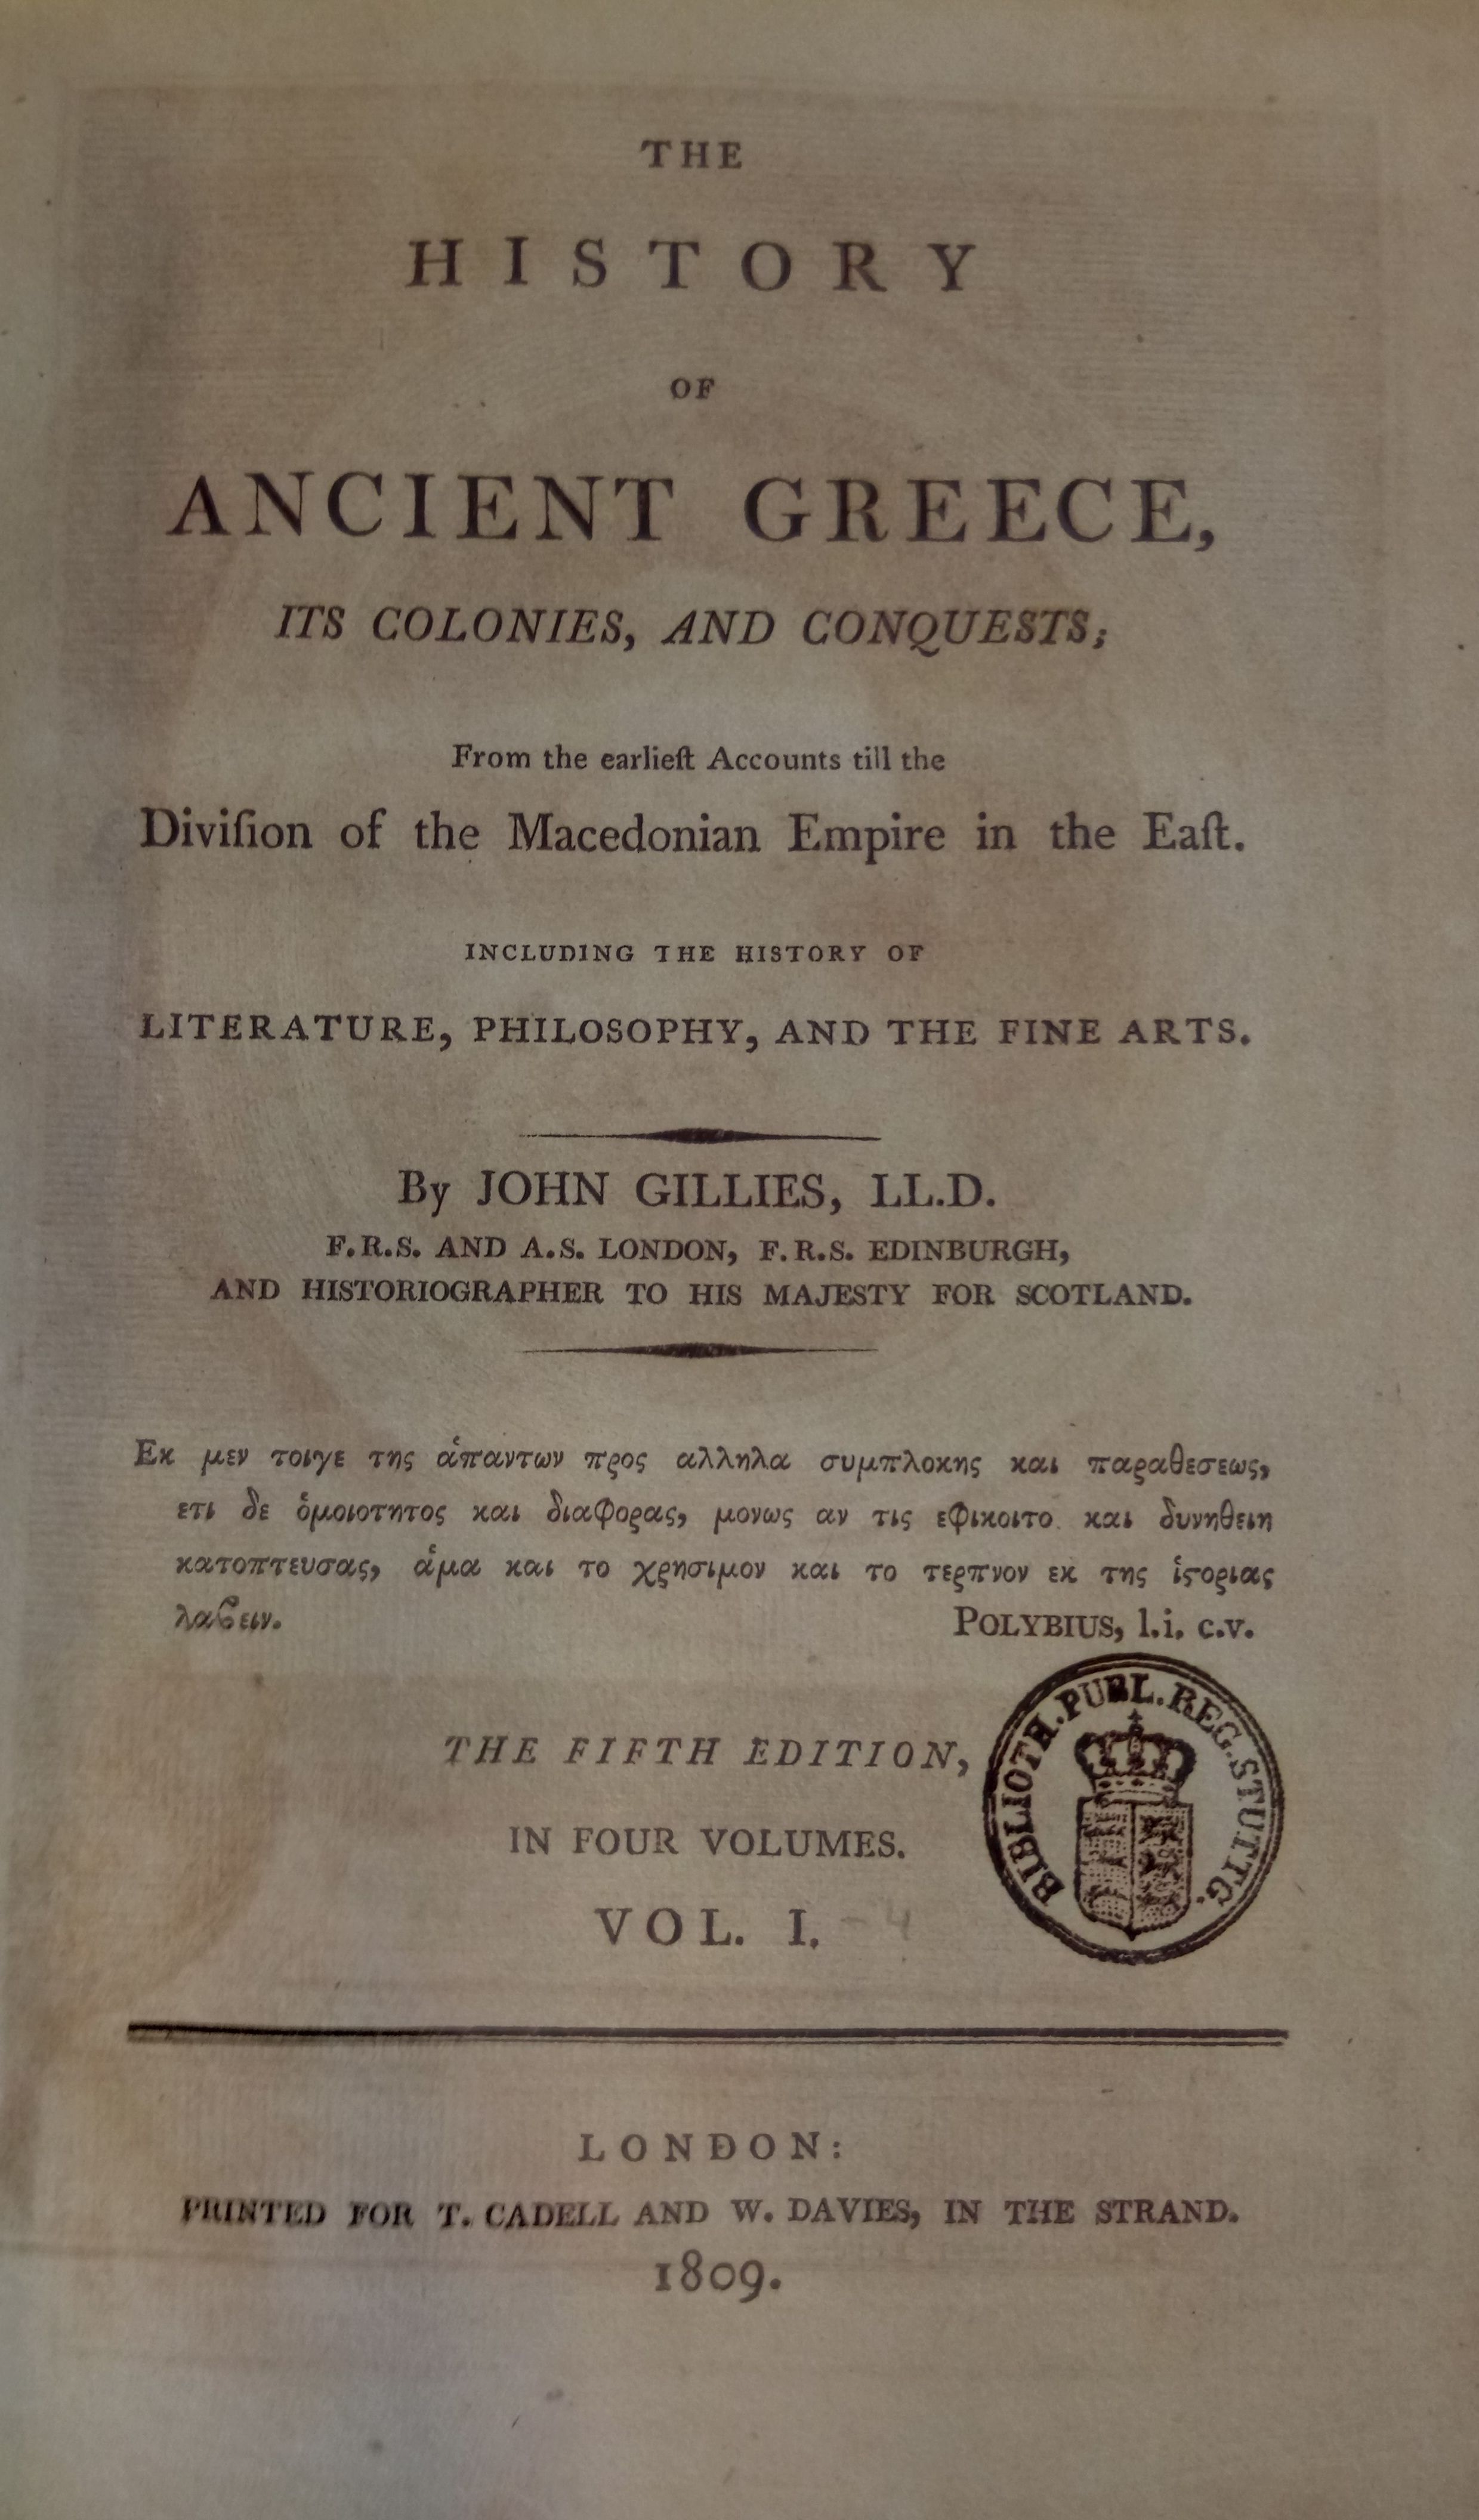 THE
HISTORY
OF
ANCIENT GREECE,
ITS COLONIES, AND CONQUESTS;
From the earlieſt Accounts till the
Diviſion of the Macedonian Empire in the Eaſt.
INCLUDING THE HISTORY OF
LITERATURE, PHILOSOPHY, AND THE FINE ARTS.
By JOHN GILLIES, LL.D.
F.R.S. AND A.S. LONDON, F.R.S. EDINBURGH,
AND HISTORIOGRAPHER TO HIS MAJESTY FOR SCOTLAND.
Εκ μεν τοιγε της ἁπαντων προς αλληλα συμπλοκης και παραθεσεως,
ετι δε ὁμοιοτητος και διαφορας, μονως αν τις εφικοιτο και δυνηθειη
κατοπτευσας, ἁμα και το χρησιμον και το τερπνον εκ της ἱϛοριας
λαϐειν. POLYBIUS, l.i. c.v.
THE FIFTH EDITION,
IN FOUR VOLUMES.
VOL. I. - 4
BIBLIOTH. PUBL. REG. STUTTG.
LONDON:
PRINTED FOR T. CADELL AND W. DAVIES, IN THE STRAND.
1809.